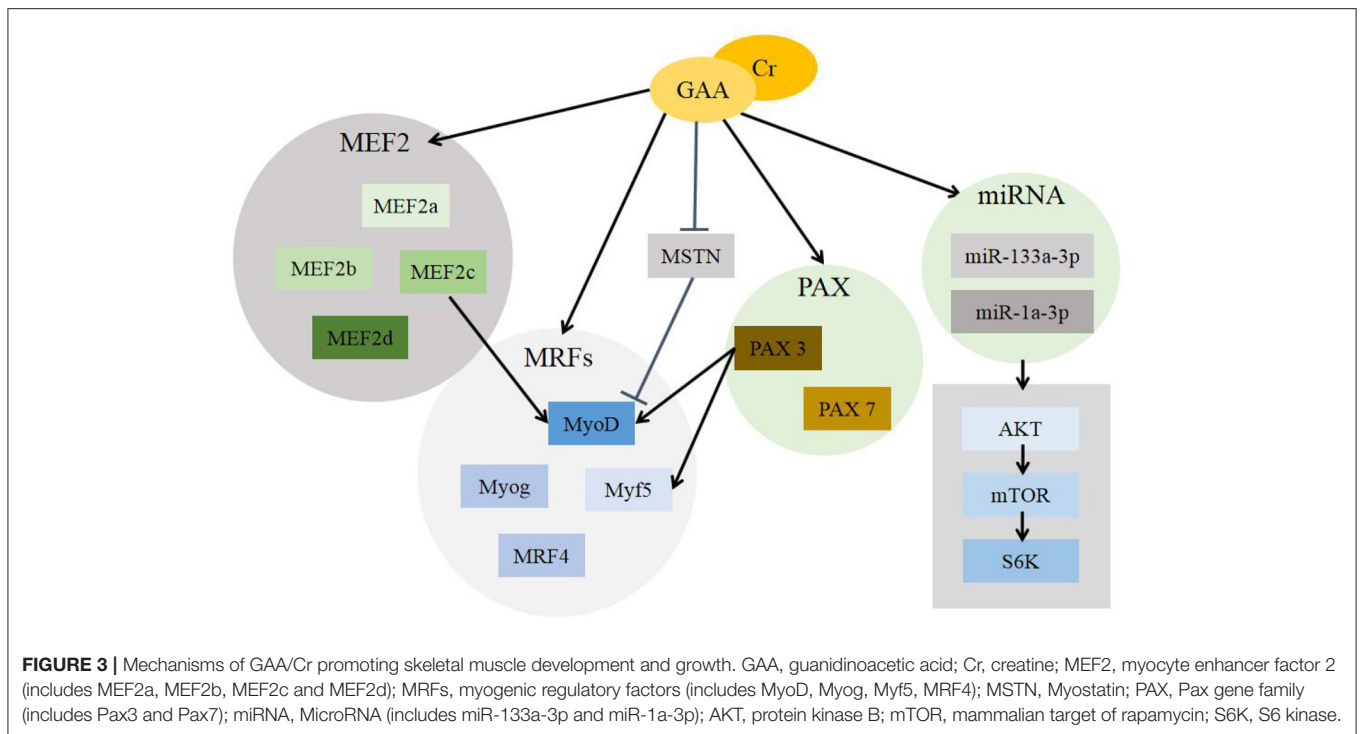 Cr
GAA
MEF2
MEF2a
MEF2b
MEF2c
MEF2d
MSTN
MRFs
MyoD
Myog
Myf5
MRF4
PAX
PAX 3
PAX 7
miRNA
miR-133a-3p
miR-1a-3p
AKT
mTOR
S6K
FIGURE 3 | Mechanisms of GAA/Cr promoting skeletal muscle development and growth. GAA, guanidinoacetic acid; Cr, creatine; MEF2, myocyte enhancer factor 2
(includes MEF2a, MEF2b, MEF2c and MEF2d); MRFs, myogenic regulatory factors (includes MyoD, Myog, Myf5, MRF4); MSTN, Myostatin; PAX, Pax gene family
(includes Pax3 and Pax7); miRNA, MicroRNA (includes miR-133a-3p and miR-1a-3p); AKT, protein kinase B; mTOR, mammalian target of rapamycin; S6K, S6 kinase.